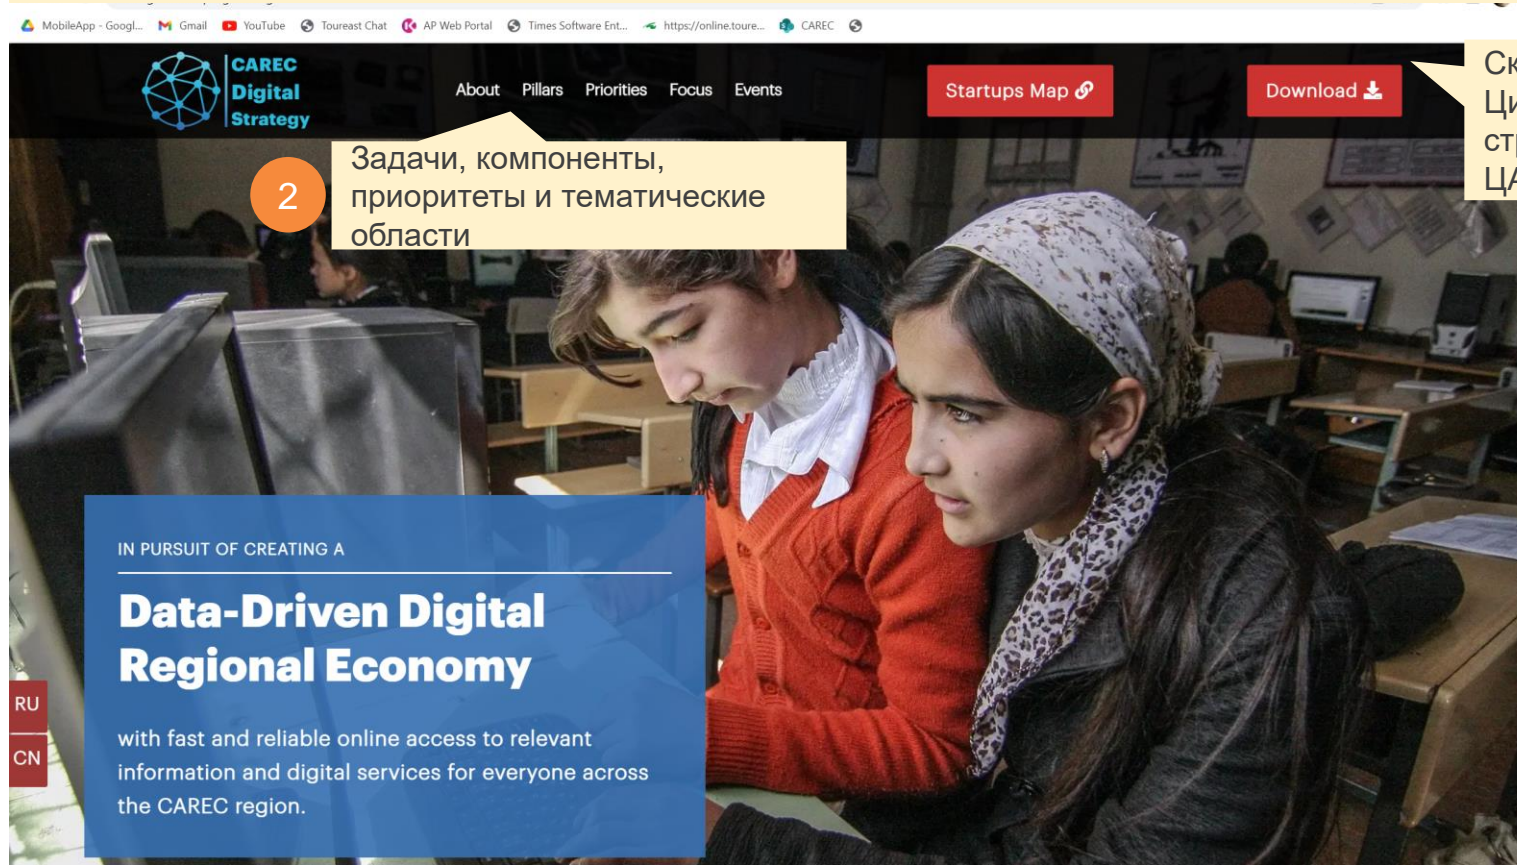 MobileApp - Googl... Gmail YouTube Toureast Chat AP Web Portal Times Software Ent... https://online.toure... CAREC
CAREC
Digital
Strategy
About Pillars Priorities Focus Events
Startups Map
Download
2
Задачи, компоненты,
приоритеты и тематические
области
IN PURSUIT OF CREATING A
Data-Driven Digital
Regional Economy
with fast and reliable online access to relevant
information and digital services for everyone across
the CAREC region.
RU
CN